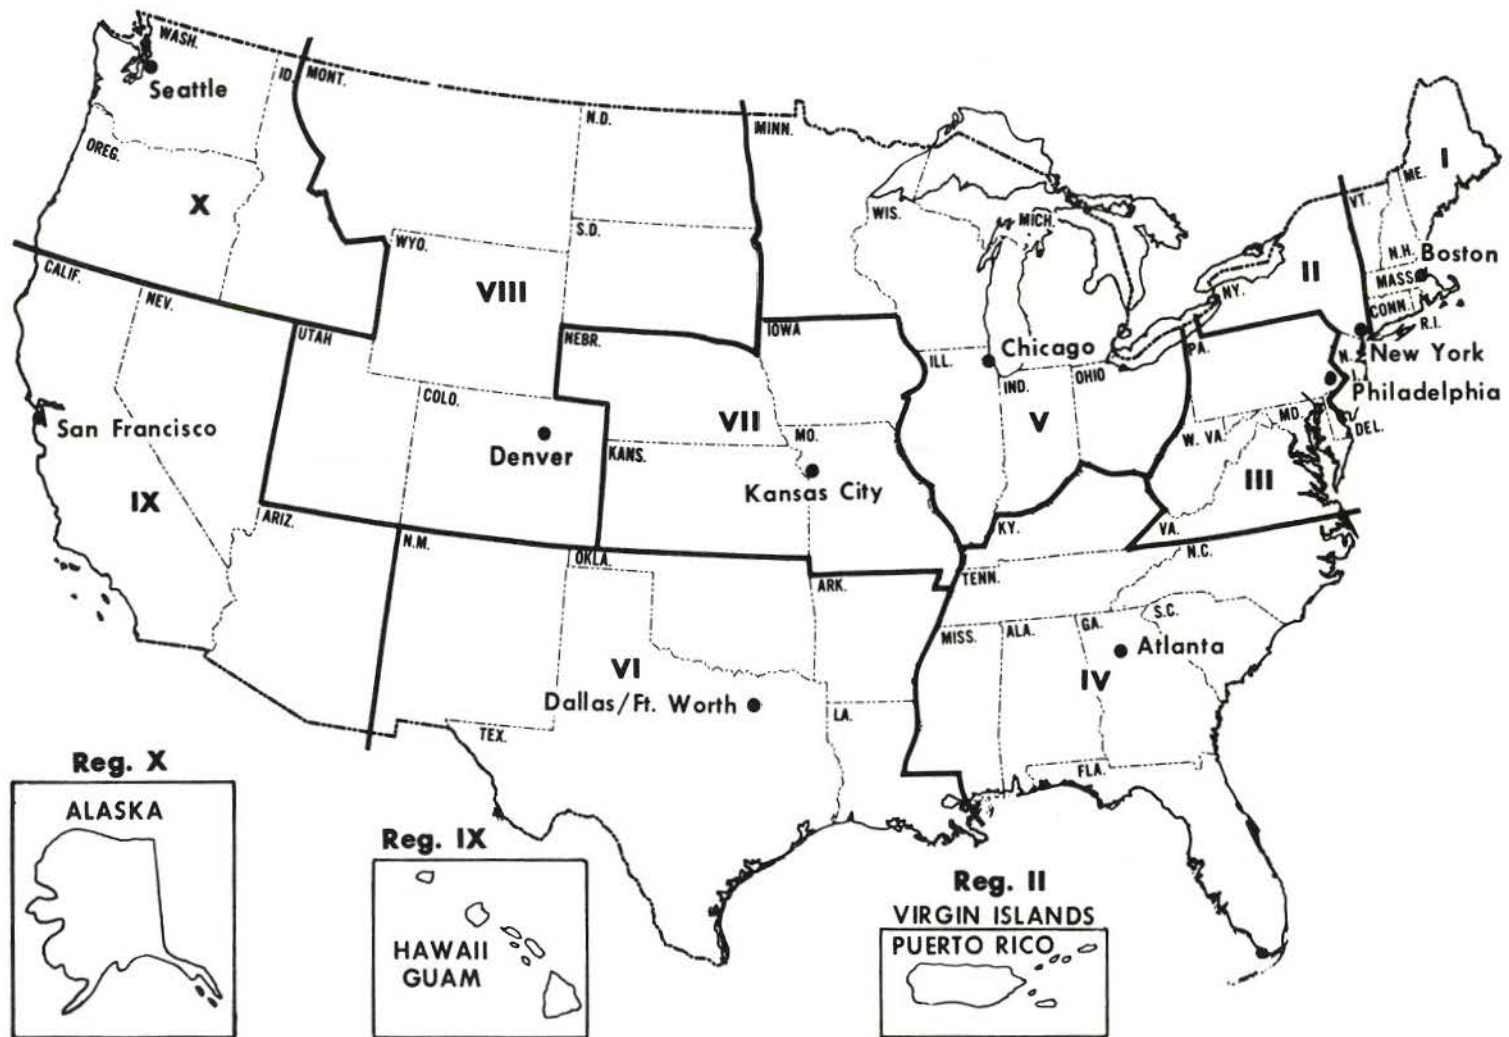 WASH.
Seattle
ID.
MONT.
N.D.
MINN.
OREG.
X
WYO.
S.D.
WIS.
MICH.
VT.
ME.
I
N.H.
Boston
MASS.
CONN.
R.I.
II
N.Y.
CALIF.
NEV.
UTAH
VIII
NEBR.
IOWA
ILL.
Chicago
IND.
OHIO
PA.
N.J.
New York
Philadelphia
COLO.
San Francisco
Denver
VII
KANS.
MO.
Kansas City
V
W. VA.
MD.
DEL.
III
IX
ARIZ.
N.M.
OKLA.
ARK.
KY.
VA.
TENN.
N.C.
MISS.
ALA.
GA.
S.C.
Atlanta
VI
IV
Dallas/Ft. Worth
TEX.
LA.
FLA.
Reg. X
ALASKA
Reg. IX
HAWAII
GUAM
Reg. II
VIRGIN ISLANDS
PUERTO RICO